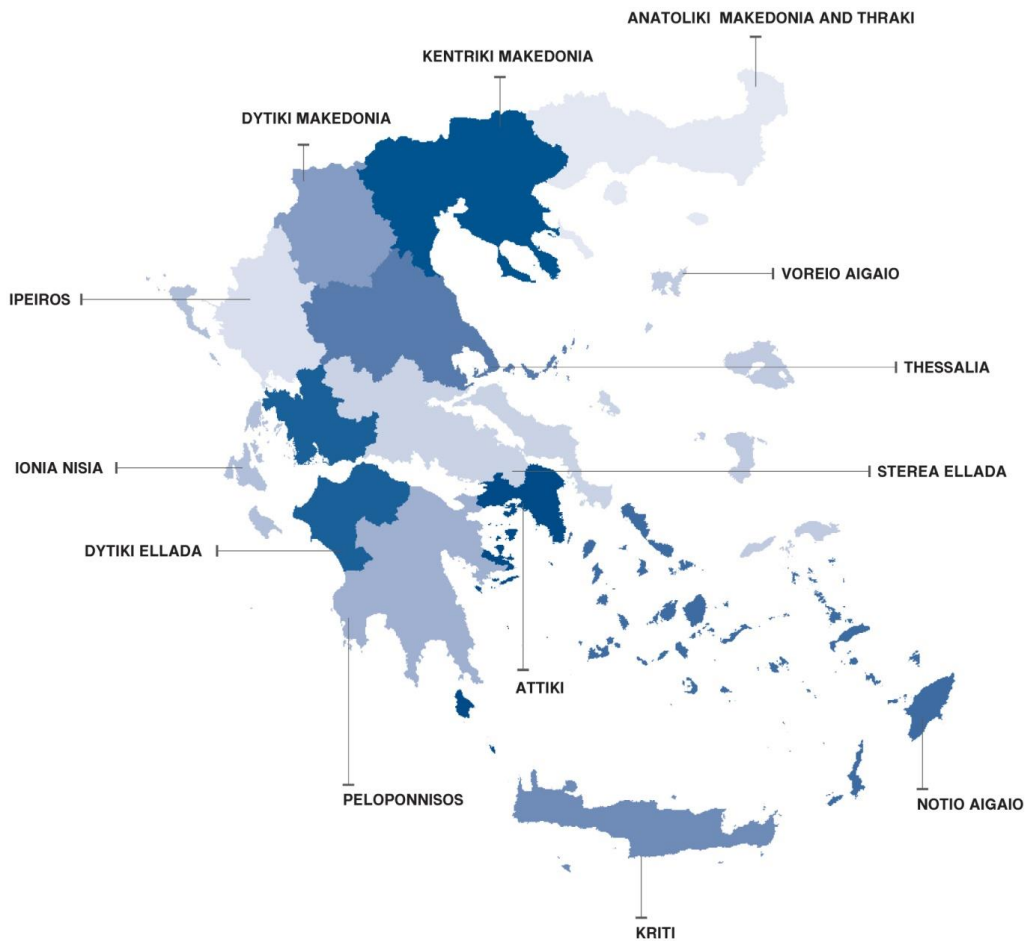 ANATOLIKI MAKEDONIA AND THRAKI
KENTRIKI MAKEDONIA
DYTIKI MAKEDONIA
VOREIO AIGAIO
IPEIROS
THESSALIA
IONIA NISIA
STEREA ELLADA
DYTIKI ELLADA
ATTIKI
PELOPONNISOS
NOTIO AIGAIO
KRITI